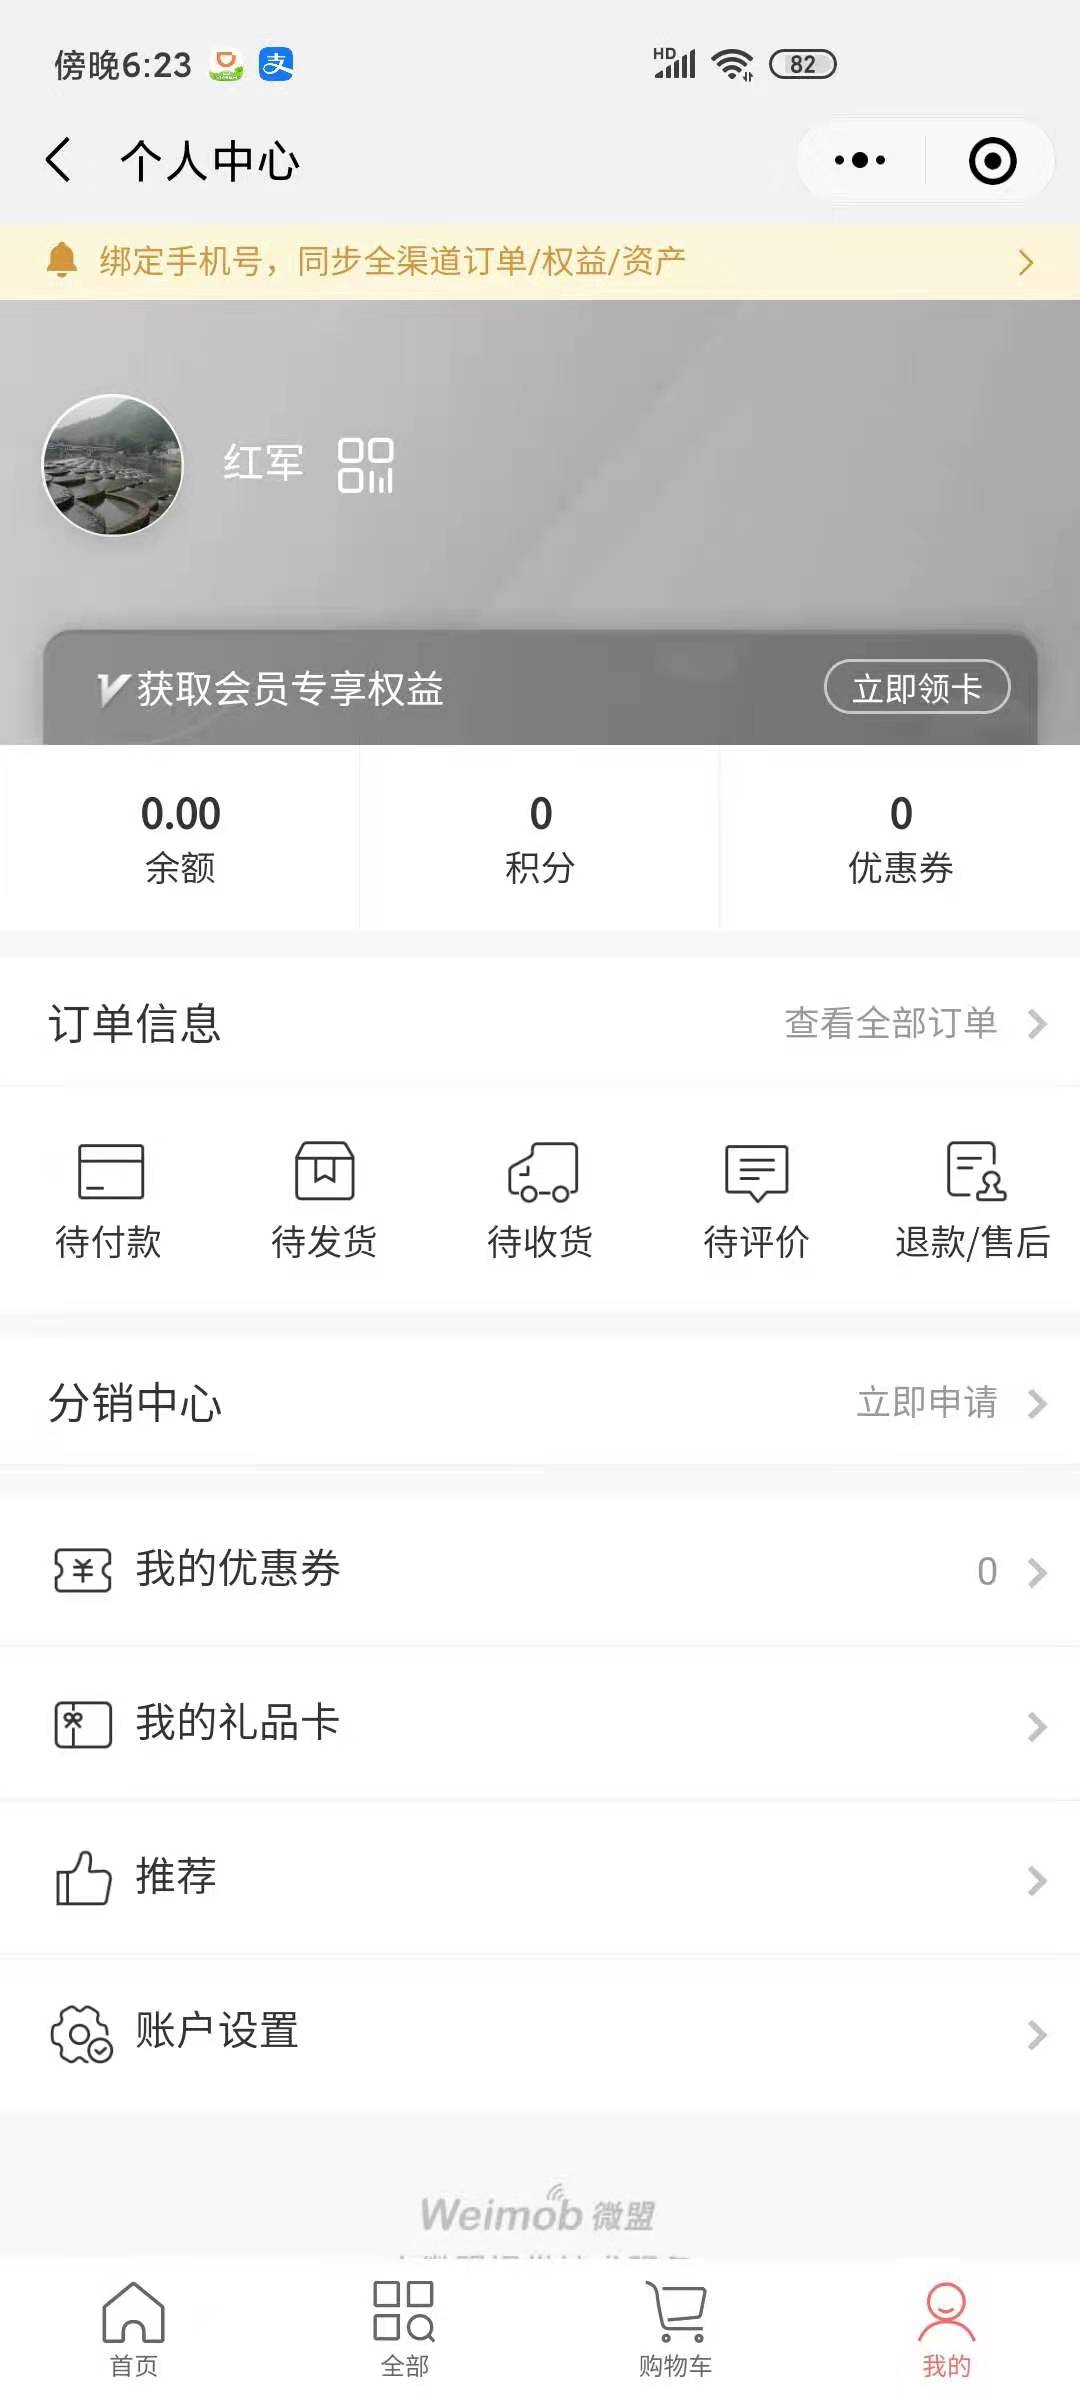 傍晚6:23
HD
82
个人中心
绑定手机号，同步全渠道订单/权益/资产
红军
获取会员专享权益
立即领卡
0.00
0
0
余额
积分
优惠券
订单信息
查看全部订单
待付款
待发货
待收货
待评价
退款/售后
分销中心
立即申请
我的优惠券
0
我的礼品卡
推荐
账户设置
Weimob 微盟
首页
全部
购物车
我的